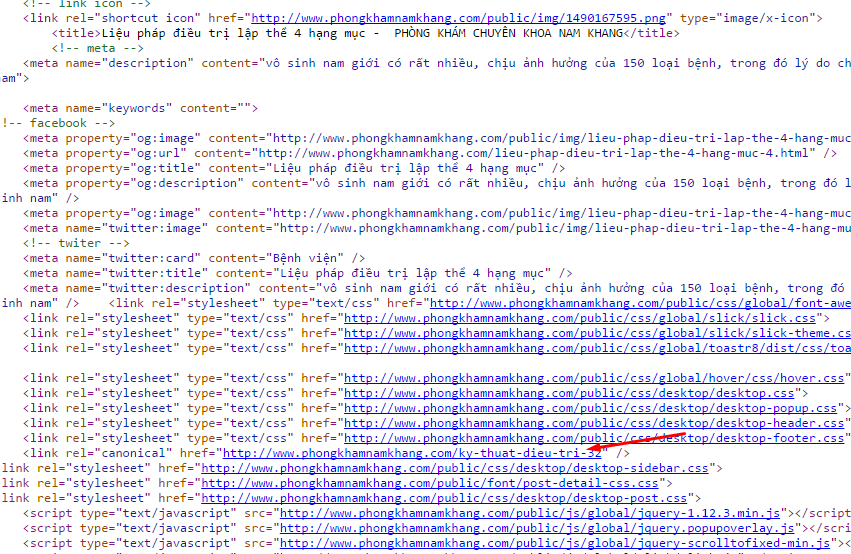 <!-- link icon -->
<link rel="shortcut icon" href="http://www.phongkhamnamkhang.com/public/img/1490167595.png" type="image/x-icon">
<title>Liệu pháp điều trị lập thể 4 hạng mục -  PHÒNG KHÁM CHUYÊN KHOA NAM KHANG</title>
<!-- meta -->
<meta name="description" content="vô sinh nam giới có rất nhiều, chịu ảnh hưởng của 150 loại bệnh, trong đó lý do ch
nam">
<meta name="keywords" content="">
!-- facebook -->
<meta property="og:image" content="http://www.phongkhamnamkhang.com/public/img/lieu-phap-dieu-tri-lap-the-4-hang-muc
<meta property="og:url" content="http://www.phongkhamnamkhang.com/lieu-phap-dieu-tri-lap-the-4-hang-muc-4.html" />
<meta property="og:title" content="Liệu pháp điều trị lập thể 4 hạng mục" />
<meta property="og:description" content="vô sinh nam giới có rất nhiều, chịu ảnh hưởng của 150 loại bệnh, trong đó l
inh nam" />
<meta property="og:image" content="http://www.phongkhamnamkhang.com/public/img/lieu-phap-dieu-tri-lap-the-4-hang-muc
<meta name="twitter:image" content="http://www.phongkhamnamkhang.com/public/img/lieu-phap-dieu-tri-lap-the-4-hang-mu
<!-- twiter -->
<meta name="twitter:card" content="Bệnh viện" />
<meta name="twitter:title" content="Liệu pháp điều trị lập thể 4 hạng mục" />
<meta name="twitter:description" content="vô sinh nam giới có rất nhiều, chịu ảnh hưởng của 150 loại bệnh, trong đó
inh nam" />    <link rel="stylesheet" type="text/css" href="http://www.phongkhamnamkhang.com/public/css/global/font-awe
<link rel="stylesheet" type="text/css" href="http://www.phongkhamnamkhang.com/public/css/global/slick/slick.css">
<link rel="stylesheet" type="text/css" href="http://www.phongkhamnamkhang.com/public/css/global/slick/slick-theme.cs
<link rel="stylesheet" type="text/css" href="http://www.phongkhamnamkhang.com/public/css/global/toastr8/dist/css/toa
<link rel="stylesheet" type="text/css" href="http://www.phongkhamnamkhang.com/public/css/global/hover/css/hover.css"
<link rel="stylesheet" type="text/css" href="http://www.phongkhamnamkhang.com/public/css/desktop/desktop.css">
<link rel="stylesheet" type="text/css" href="http://www.phongkhamnamkhang.com/public/css/desktop/desktop-popup.css">
<link rel="stylesheet" type="text/css" href="http://www.phongkhamnamkhang.com/public/css/desktop/desktop-header.css"
<link rel="stylesheet" type="text/css" href="http://www.phongkhamnamkhang.com/public/css/desktop/desktop-footer.css"
<link rel="canonical" href="http://www.phongkhamnamkhang.com/ky-thuat-dieu-tri-32" />
link rel="stylesheet" href="http://www.phongkhamnamkhang.com/public/css/desktop/desktop-sidebar.css">
link rel="stylesheet" href="http://www.phongkhamnamkhang.com/public/font/post-detail-css.css">
link rel="stylesheet" href="http://www.phongkhamnamkhang.com/public/css/desktop/desktop-post.css">
<script type="text/javascript" src="http://www.phongkhamnamkhang.com/public/js/global/jquery-1.12.3.min.js"></script
<script type="text/javascript" src="http://www.phongkhamnamkhang.com/public/js/global/jquery.popupoverlay.js"></scri
<script type="text/javascript" src="http://www.phongkhamnamkhang.com/public/js/global/jquery-scrolltofixed-min.js"><